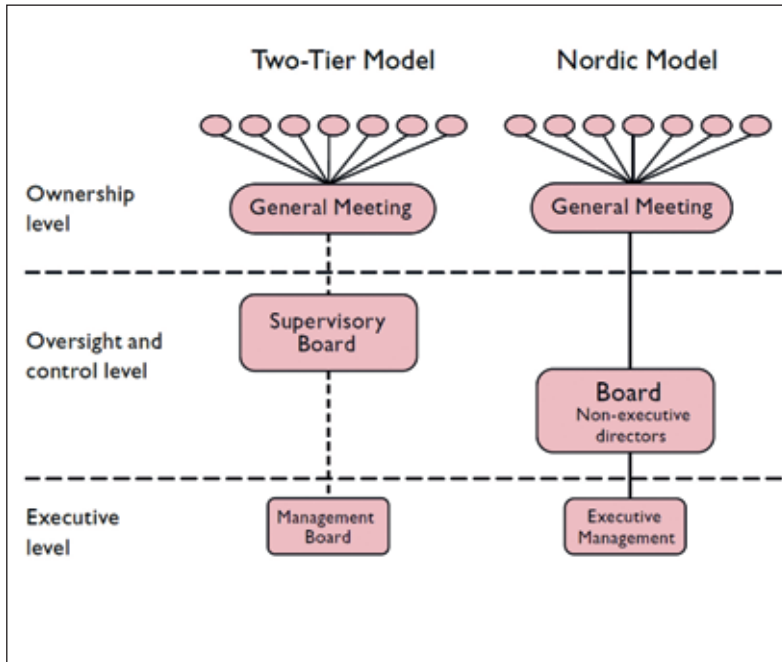 Two-Tier Model
Nordic Model
Ownership
level
General Meeting
General Meeting
Oversight and
control level
Supervisory
Board
Board
Non-executive
directors
Executive
level
Management
Board
Executive
Management